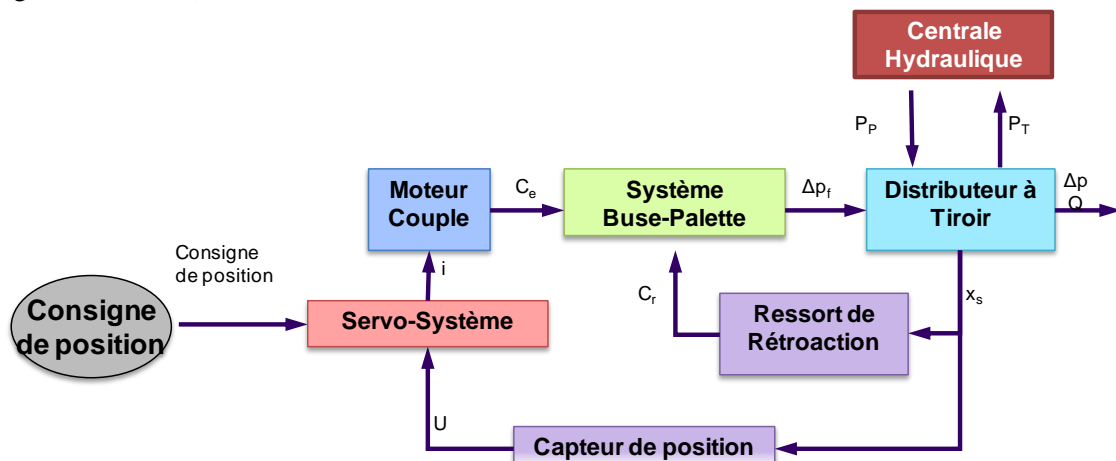 Centrale
Hydraulique
P_P
P_T
Moteur
Couple
C_e
Système
Buse-Palette
Δp_f
Distributeur à
Tiroir
Δp
Q
Consigne
de position
i
C_r
x_s
Consigne
de position
Servo-Système
Ressort de
Rétroaction
U
Capteur de position